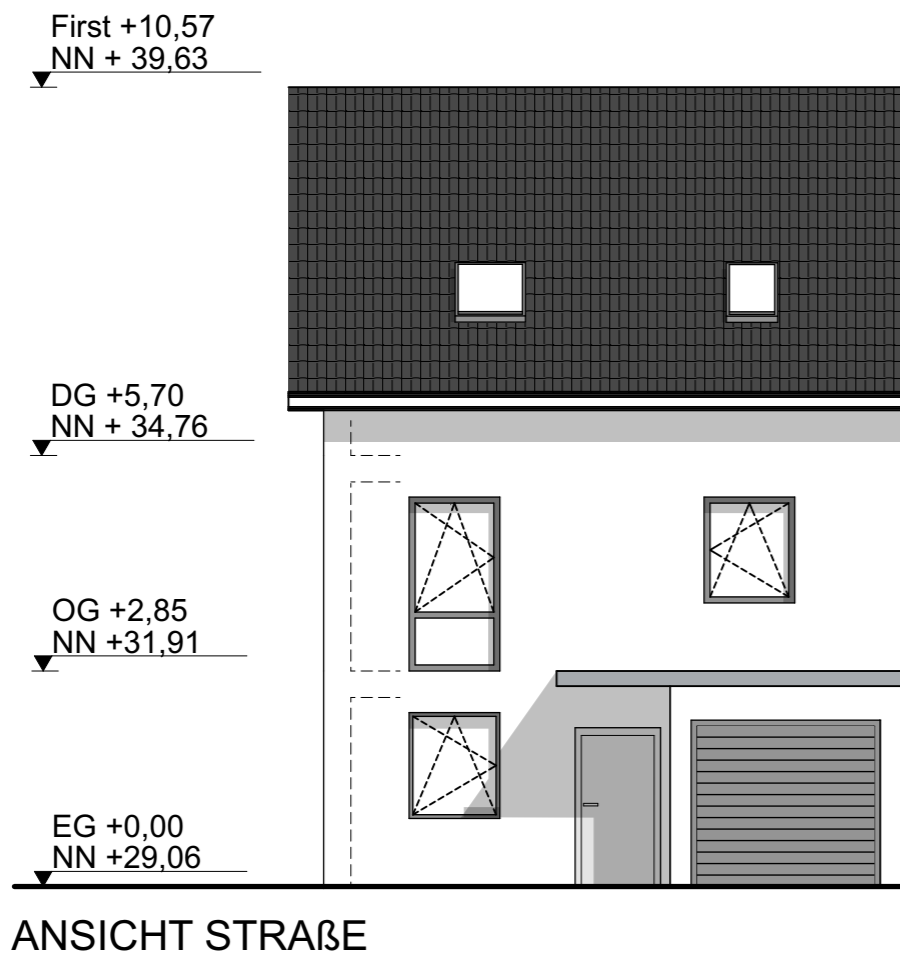 First +10,57
NN + 39,63
DG +5,70
NN + 34,76
OG +2,85
NN +31,91
EG +0,00
NN +29,06
ANSICHT STRAßE